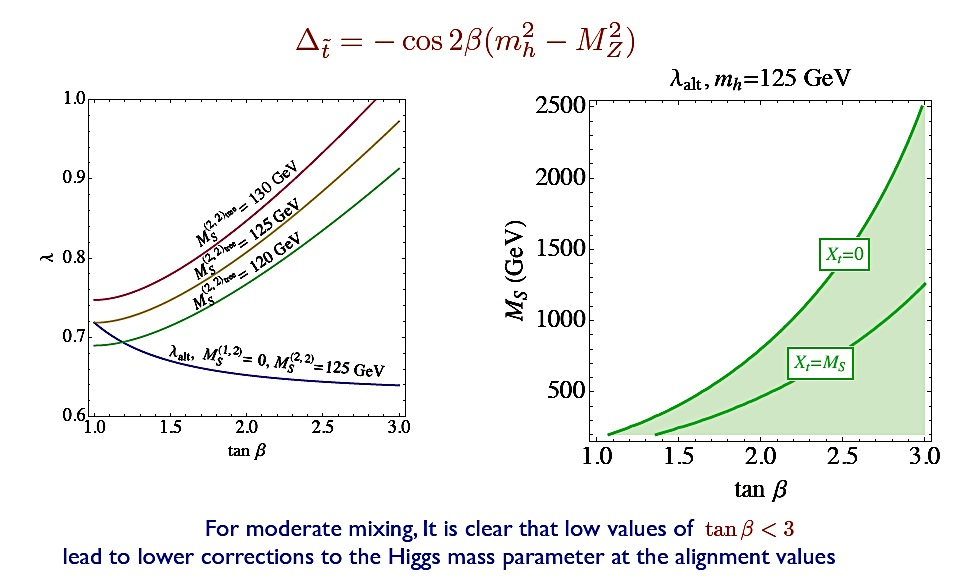 Δ_t̃ = − cos 2β(m_h^2 − M_Z^2)
λ_alt, m_h=125 GeV
1.0
0.9
0.8
0.7
0.6
λ
M_S^(2,2)tree = 130 GeV
M_S^(2,2)tree = 125 GeV
M_S^(2,2)tree = 120 GeV
λ_alt, M_S^(1,2)= 0, M_S^(2,2)=125 GeV
1.0 1.5 2.0 2.5 3.0
tan β
2500
2000
1500
1000
500
M_S (GeV)
X_t=0
X_t=M_S
1.0 1.5 2.0 2.5 3.0
tan β
For moderate mixing, It is clear that low values of tan β < 3
lead to lower corrections to the Higgs mass parameter at the alignment values